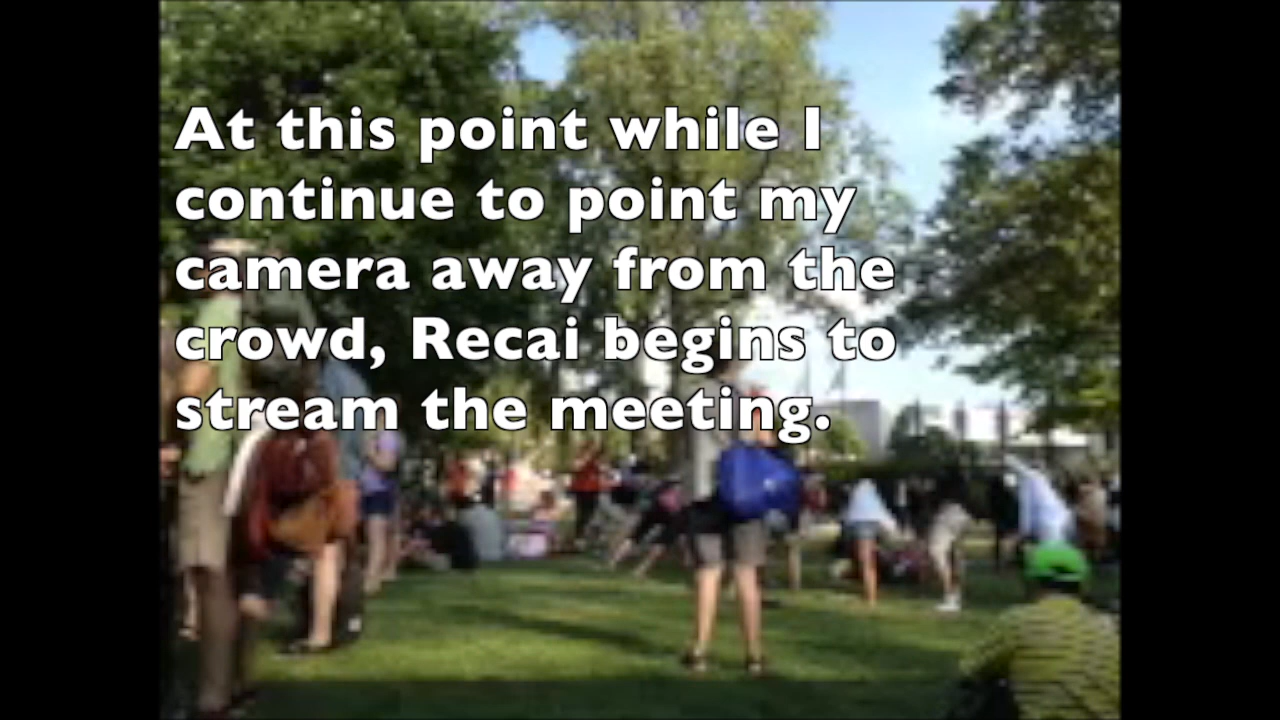 At this point while I
continue to point my
camera away from the
crowd, Recai begins to
stream the meeting.